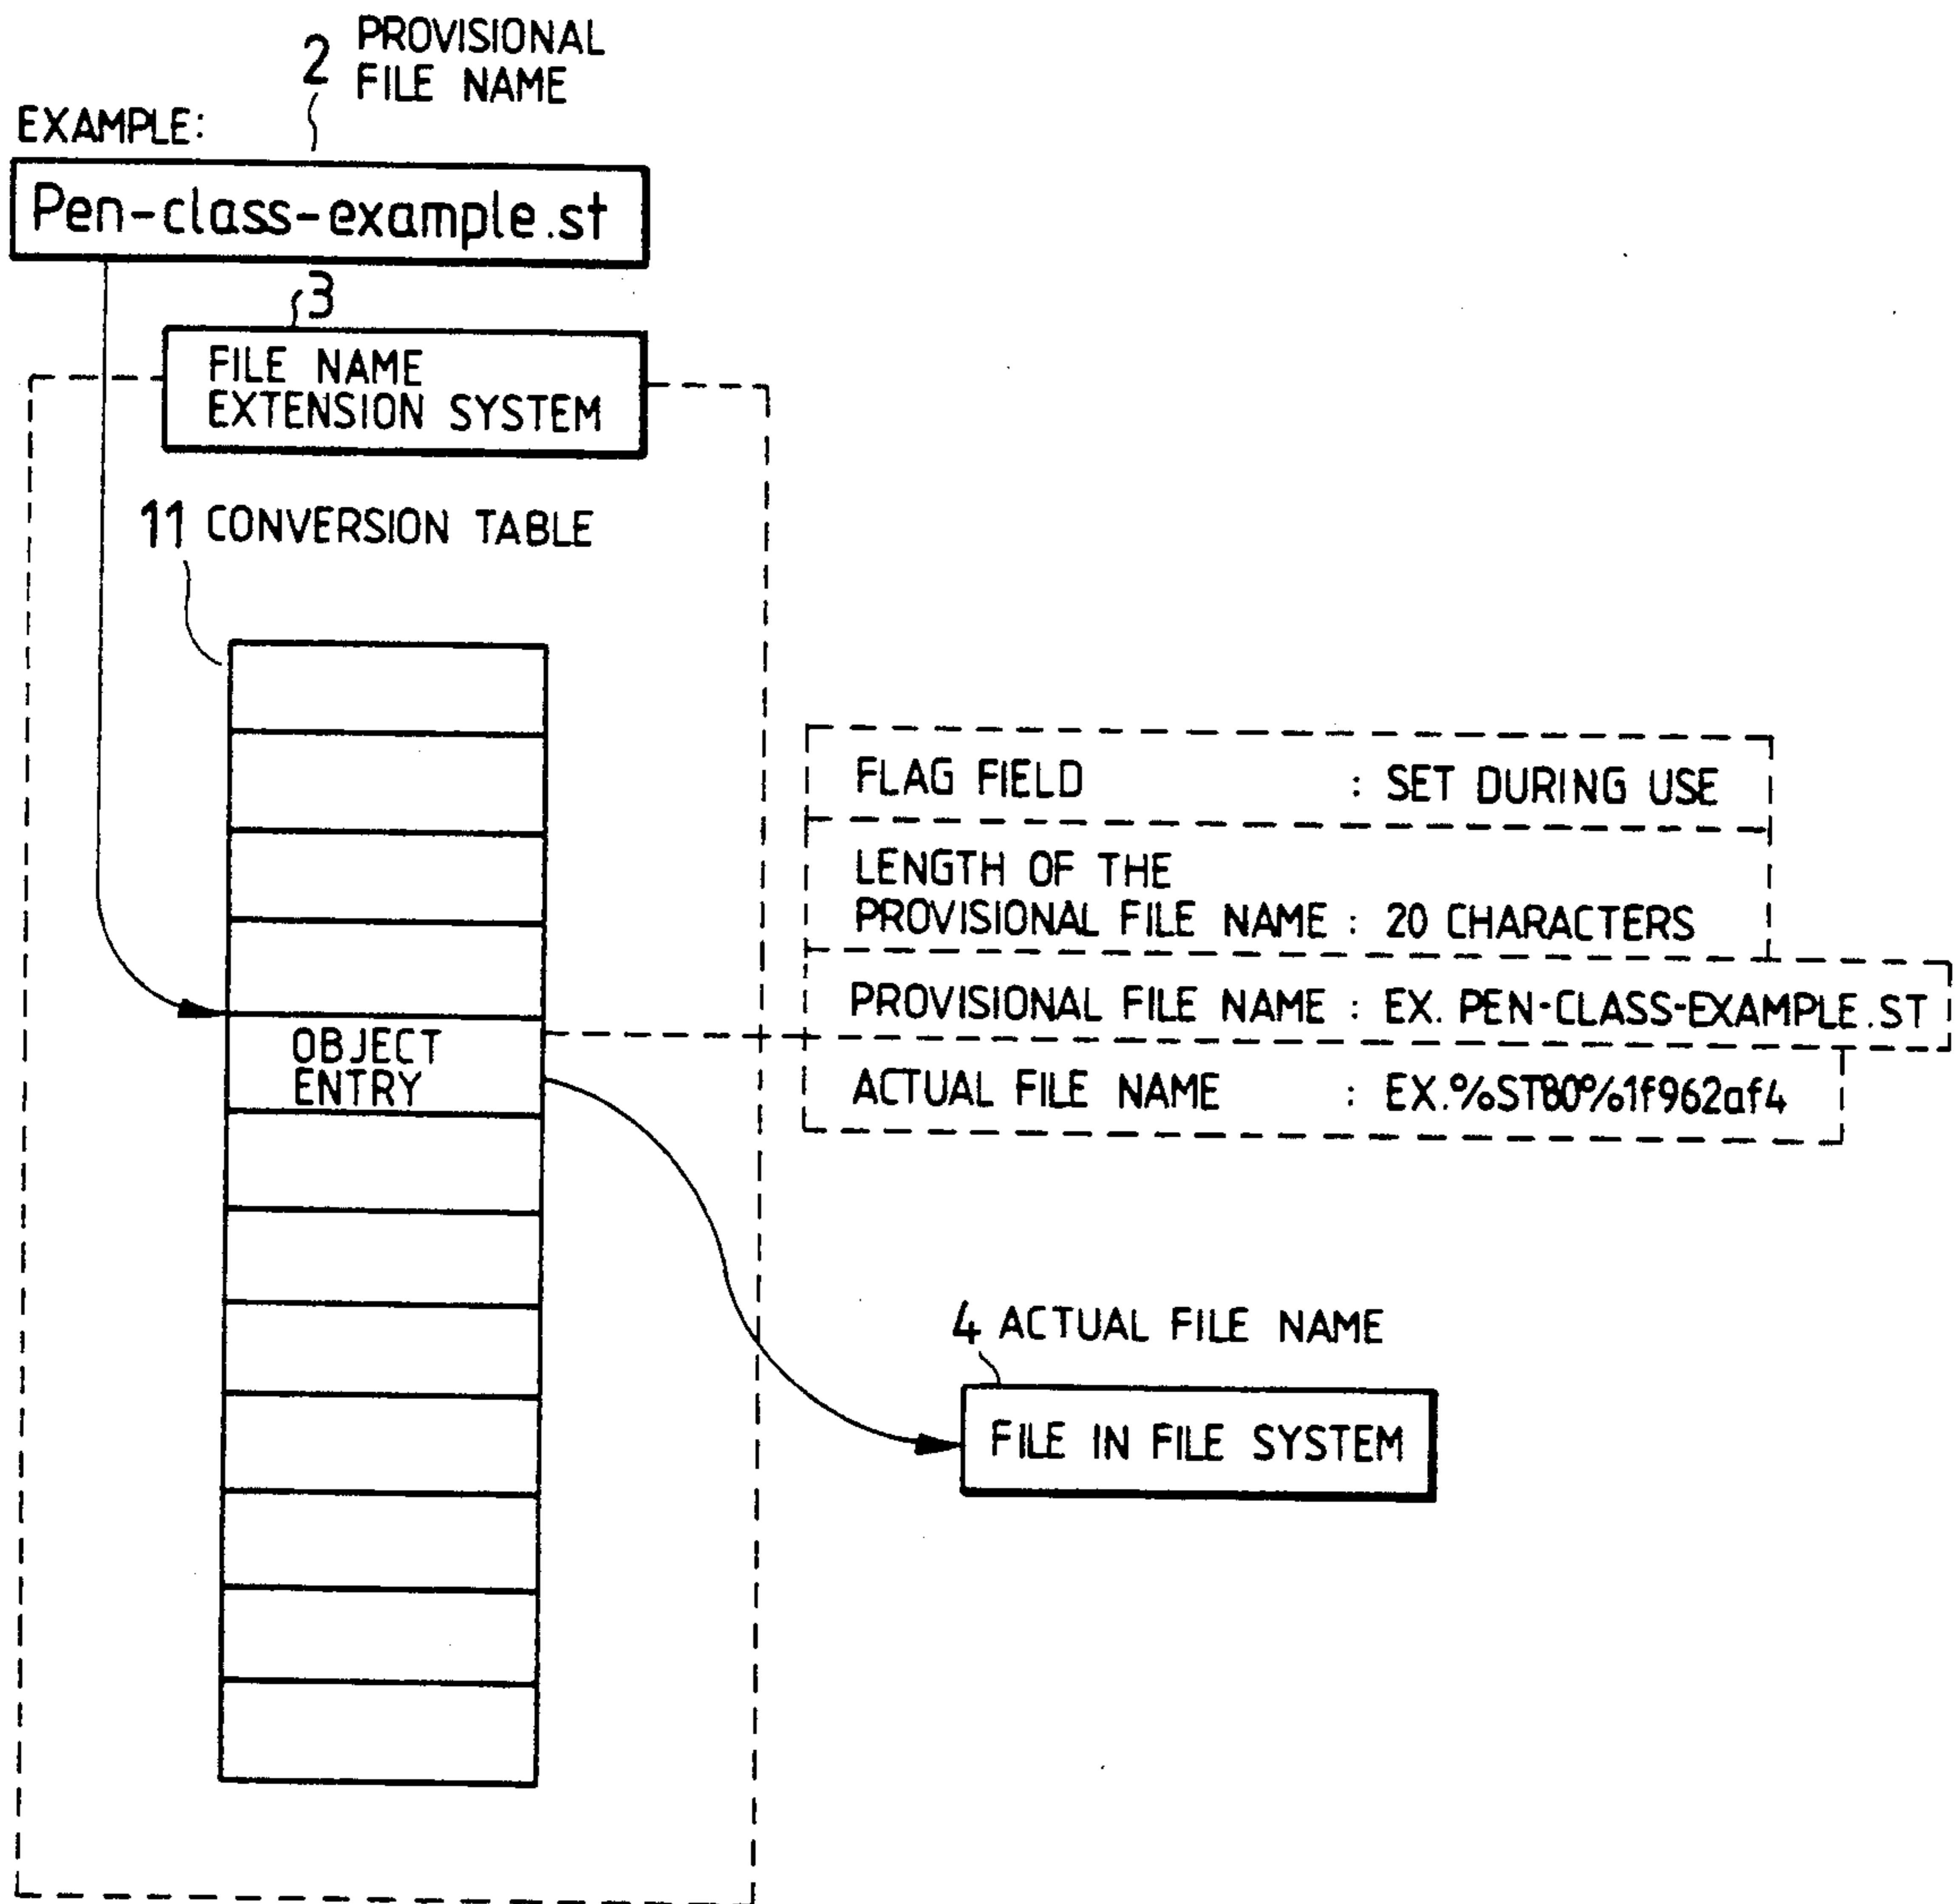 2 PROVISIONAL
FILE NAME
EXAMPLE:
Pen-class-example.st
3
FILE NAME
EXTENSION SYSTEM
11 CONVERSION TABLE
FLAG FIELD : SET DURING USE
LENGTH OF THE
PROVISIONAL FILE NAME : 20 CHARACTERS
PROVISIONAL FILE NAME : EX. PEN-CLASS-EXAMPLE.ST
ACTUAL FILE NAME : EX.%ST80%1f962af4
OBJECT
ENTRY
4 ACTUAL FILE NAME
FILE IN FILE SYSTEM